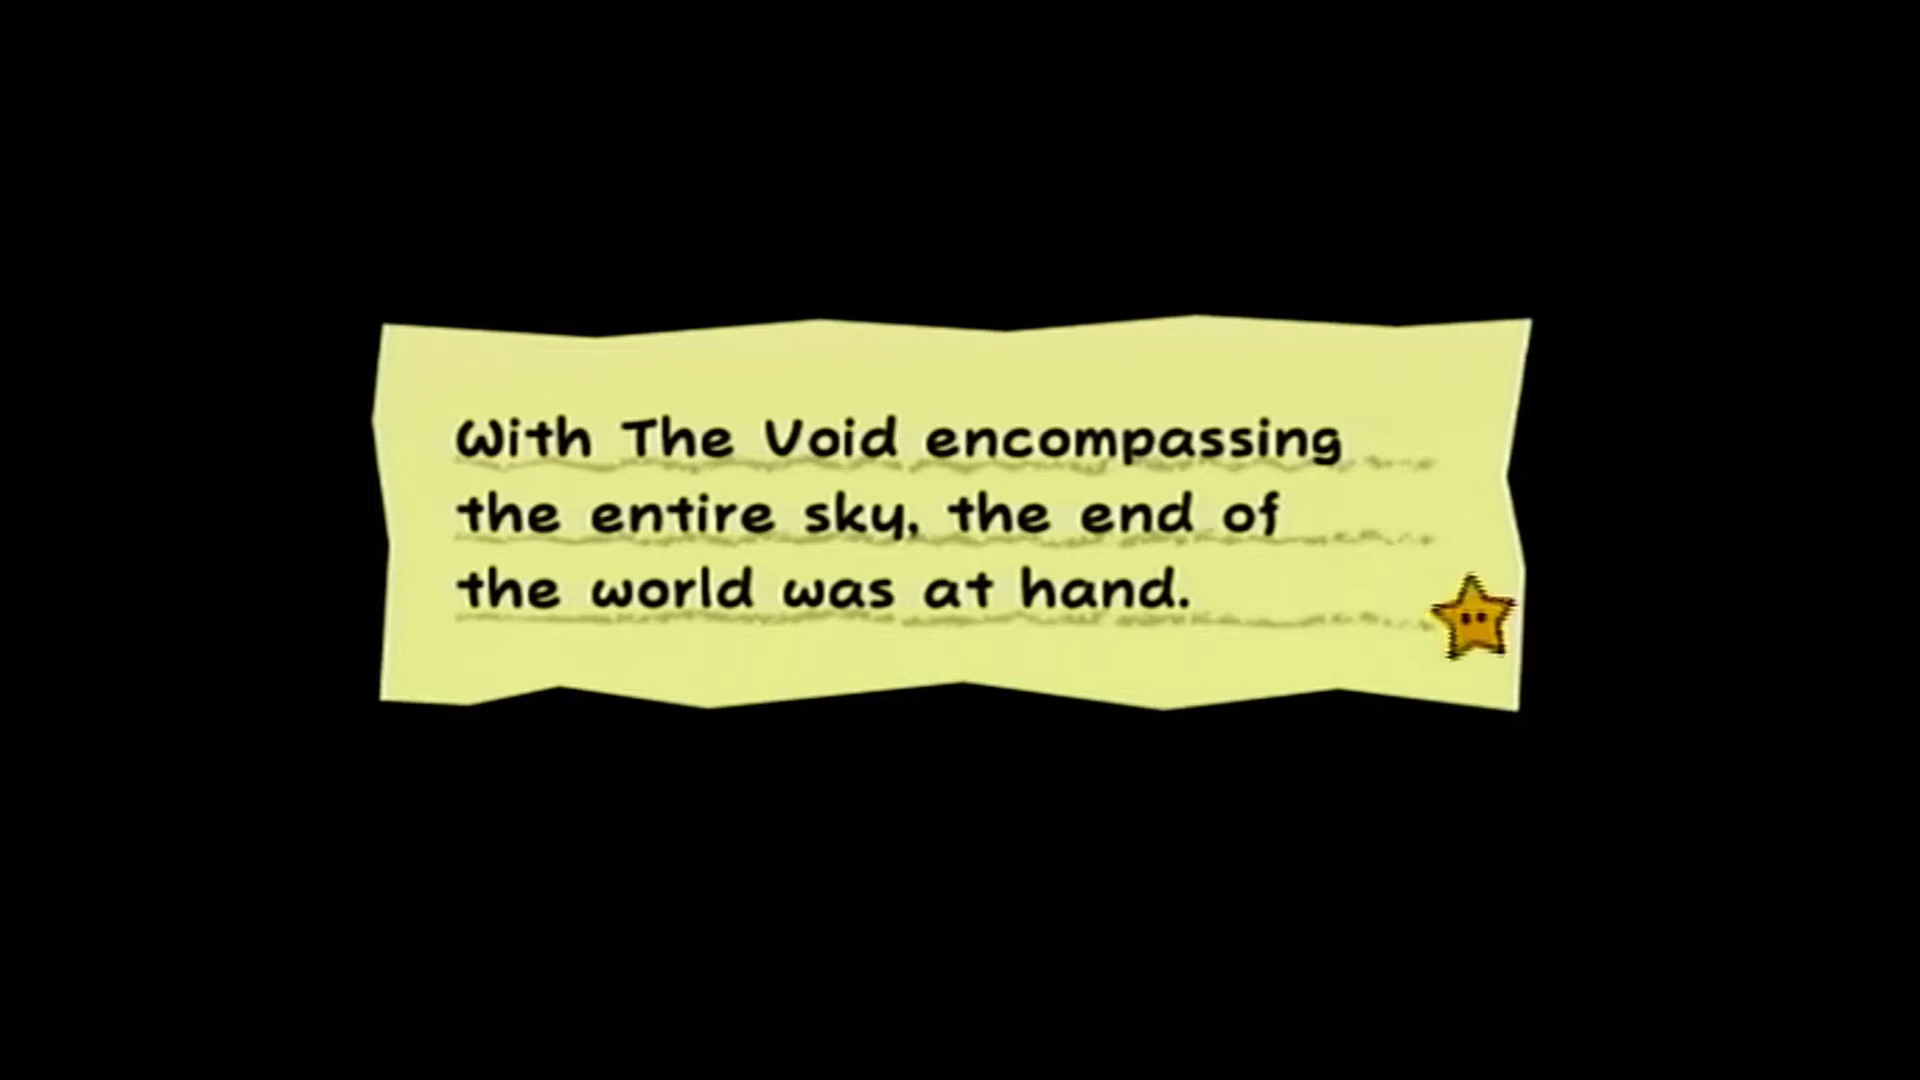 With The Void encompassing
the entire sky, the end of
the world was at hand.